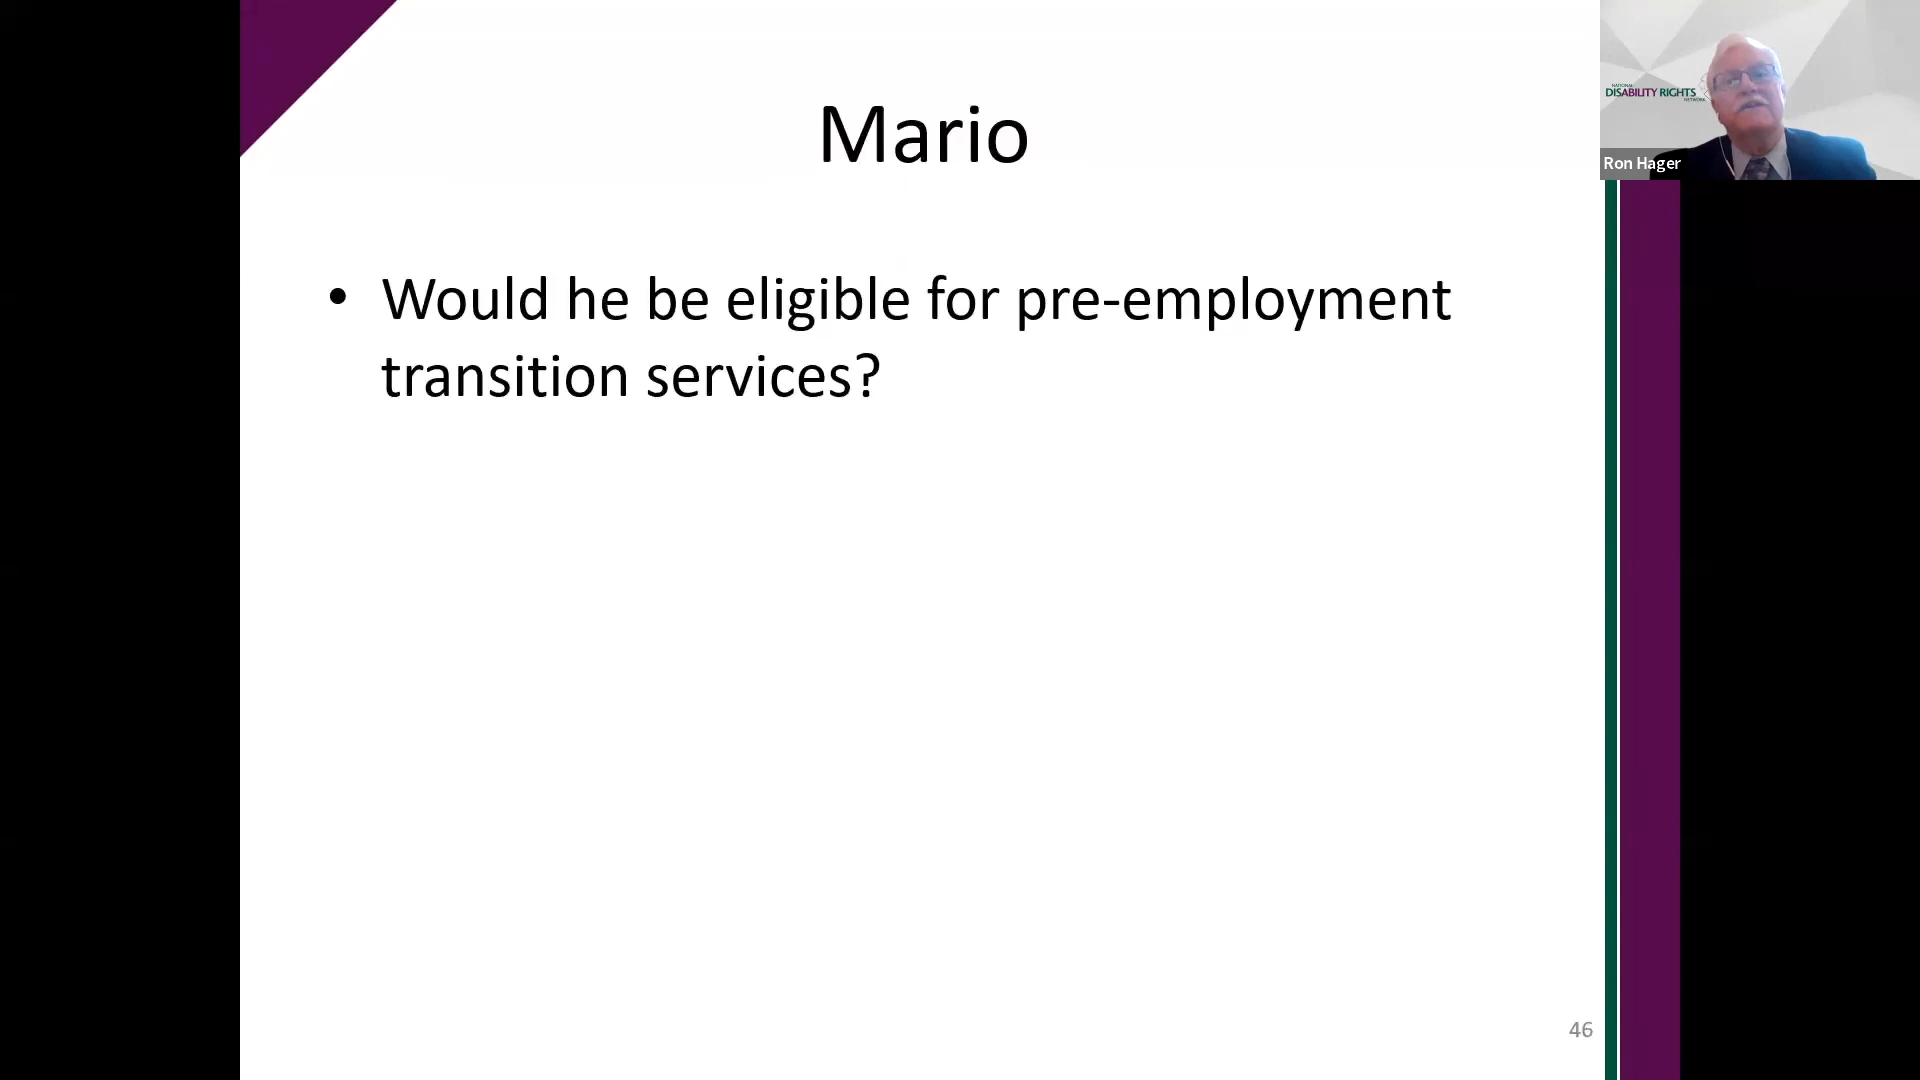 Mario
• Would he be eligible for pre-employment
transition services?
46
NATIONAL
DISABILITY RIGHTS
NETWORK
Ron Hager